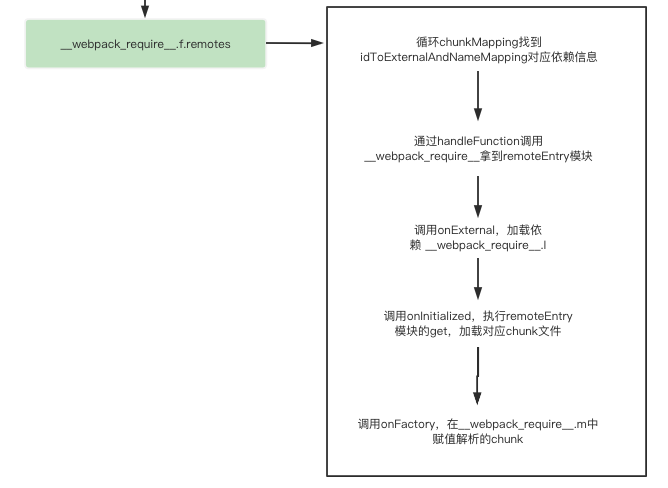 __webpack_require__.f.remotes
循环chunkMapping找到
idToExternalAndNameMapping对应依赖信息
通过handleFunction调用
__webpack_require__拿到remoteEntry模块
调用onExternal，加载依
赖 __webpack_require__.l
调用onInitialized，执行remoteEntry
模块的get，加载对应chunk文件
调用onFactory，在__webpack_require__.m中
赋值解析的chunk